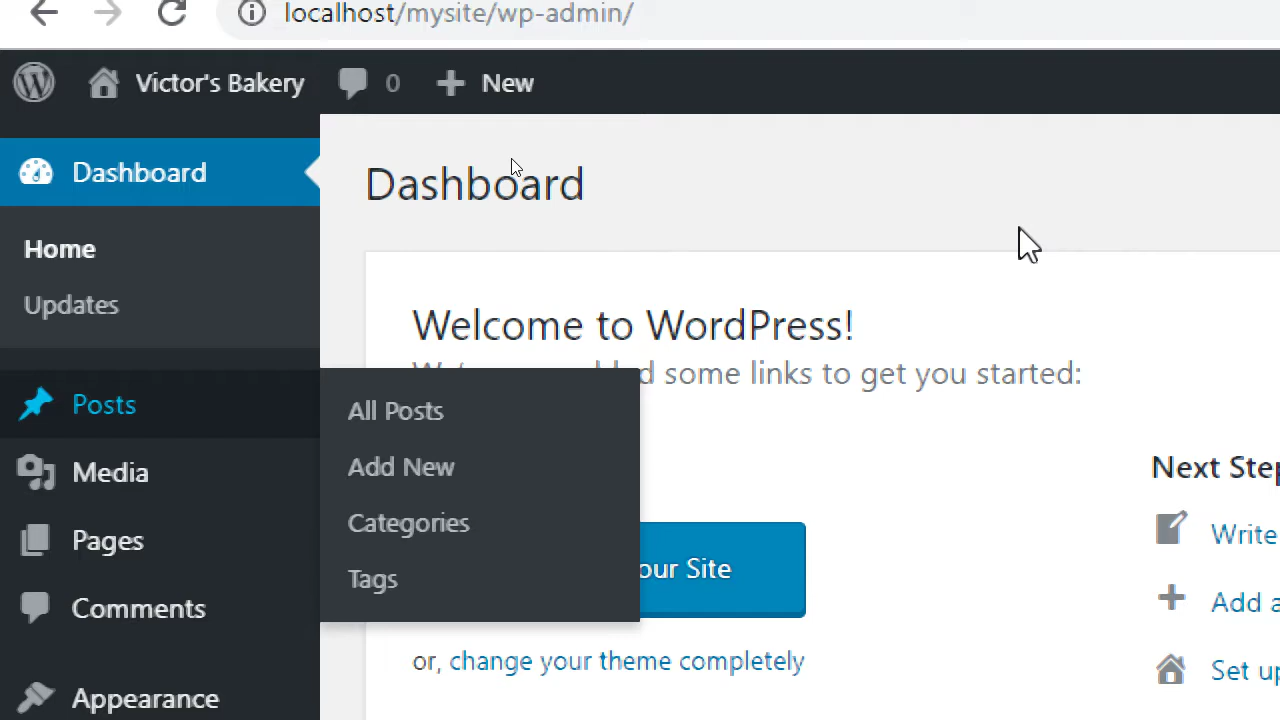 localhost/mysite/wp-admin/
Victor's Bakery 0 New
Dashboard
Dashboard
Home
Updates
Welcome to WordPress!
some links to get you started:
Posts
All Posts
Add New
Categories
Tags
Media
Pages
Comments
Appearance
our Site
or, change your theme completely
Next Step
Write
Add a
Set up